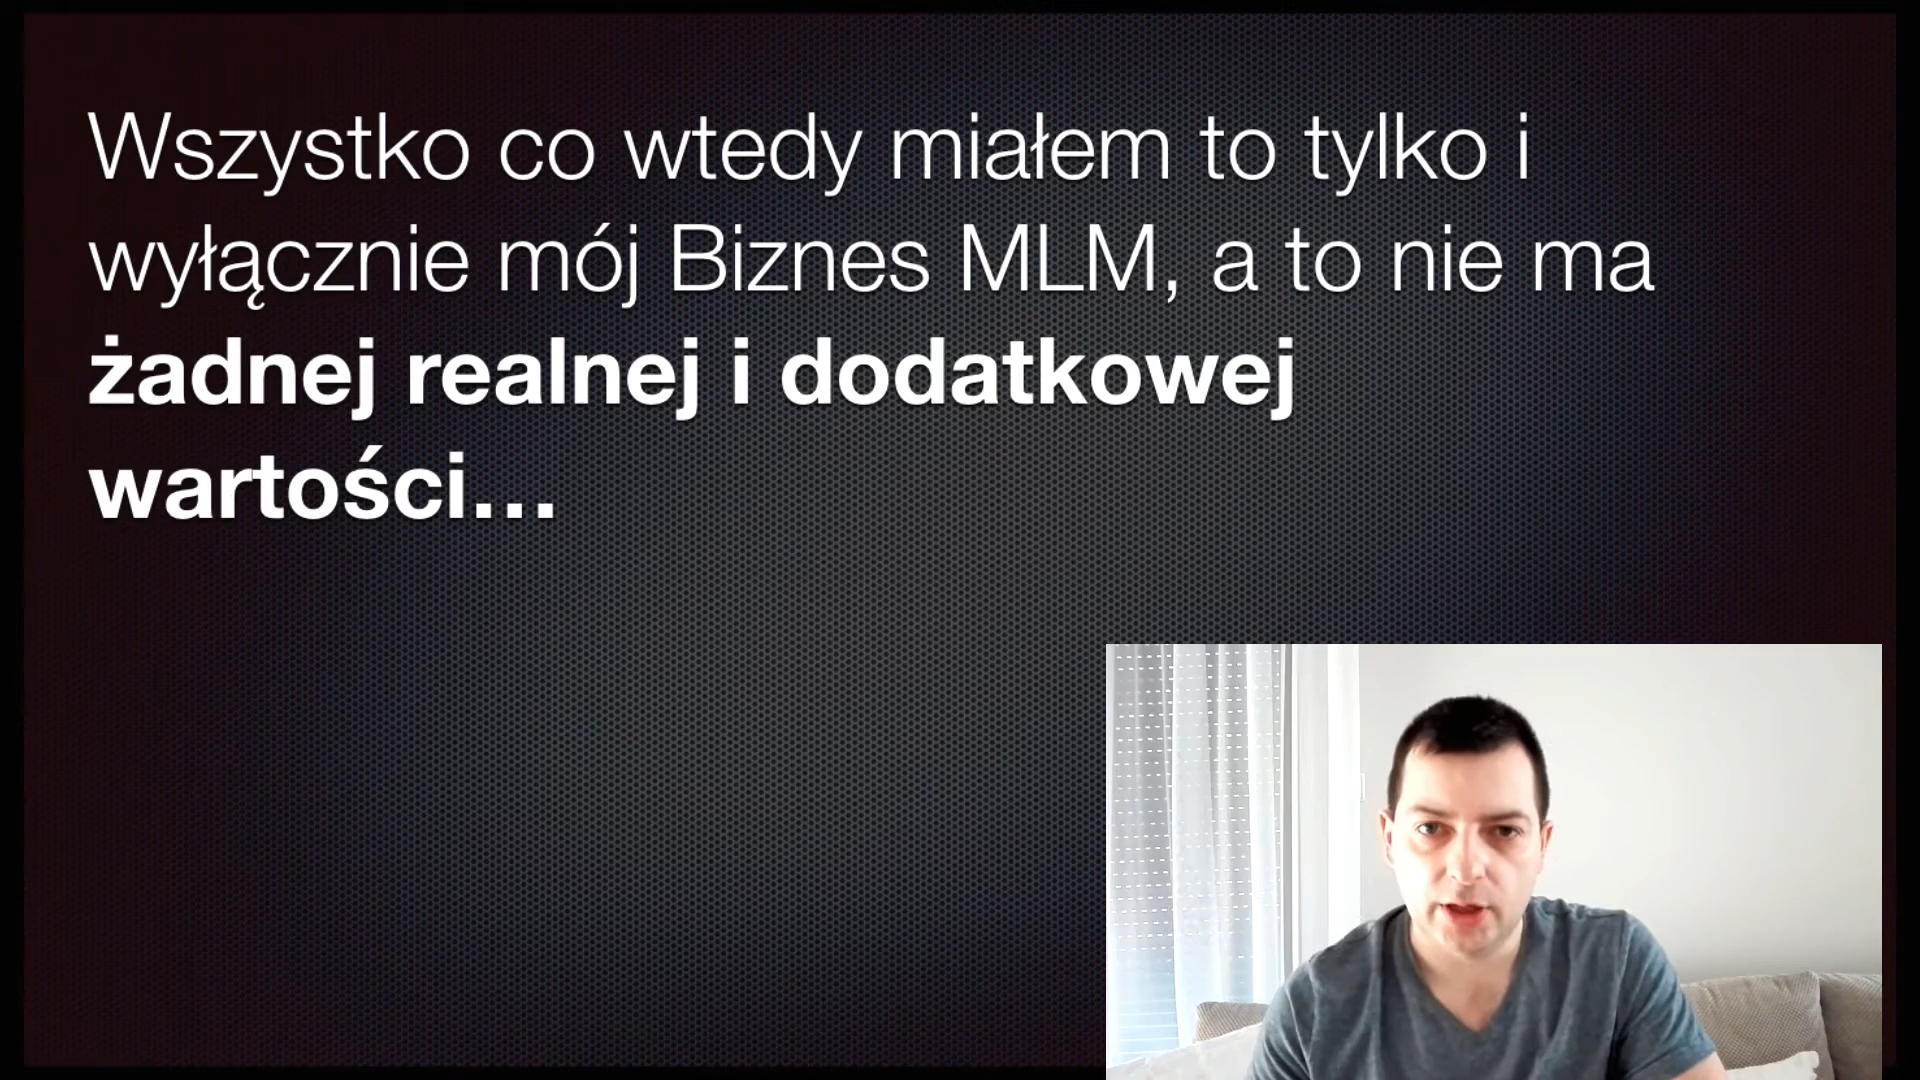 Wszystko co wtedy miałem to tylko i
wyłącznie mój Biznes MLM, a to nie ma
żadnej realnej i dodatkowej
wartości...